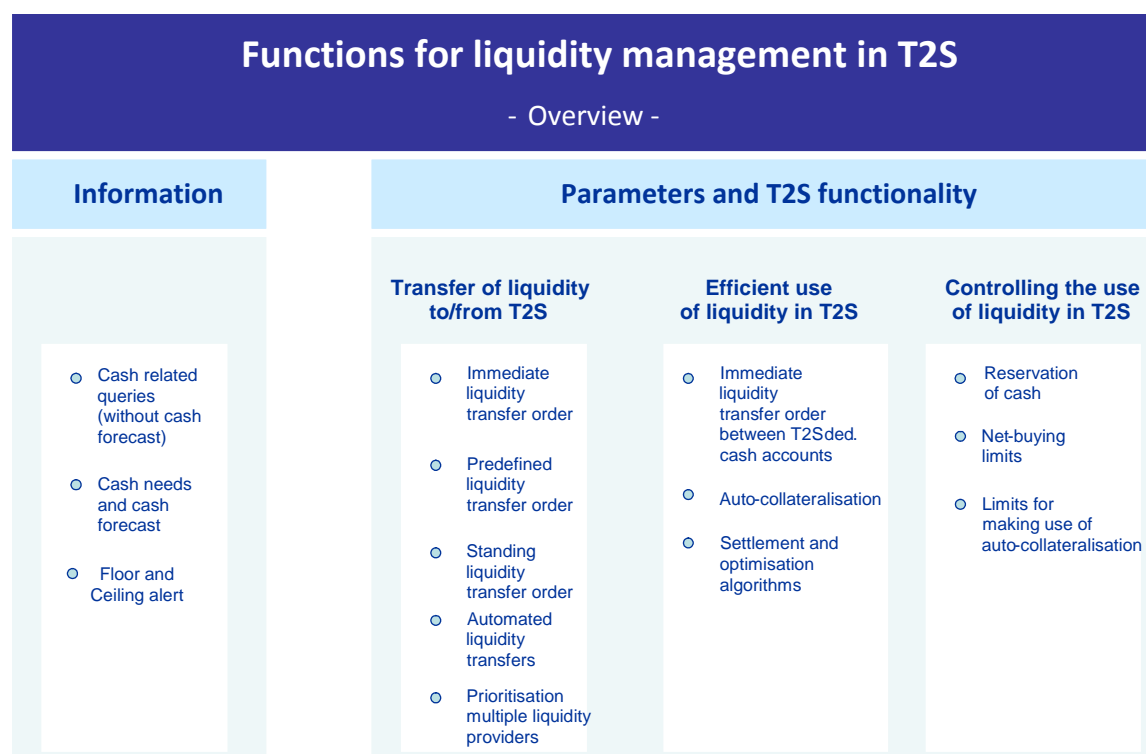 Functions for liquidity management in T2S
- Overview -
Information
Parameters and T2S functionality
Cash related
queries
(without cash
forecast)
Cash needs
and cash
forecast
Floor and
Ceiling alert
Transfer of liquidity
to/from T2S
Immediate
liquidity
transfer order
Predefined
liquidity
transfer order
Standing
liquidity
transfer order
Automated
liquidity
transfers
Prioritisation
multiple liquidity
providers
Efficient use
of liquidity in T2S
Immediate
liquidity
transfer order
between T2Sded.
cash accounts
Auto-collateralisation
Settlement and
optimisation
algorithms
Controlling the use
of liquidity in T2S
Reservation
of cash
Net-buying
limits
Limits for
making use of
auto-collateralisation